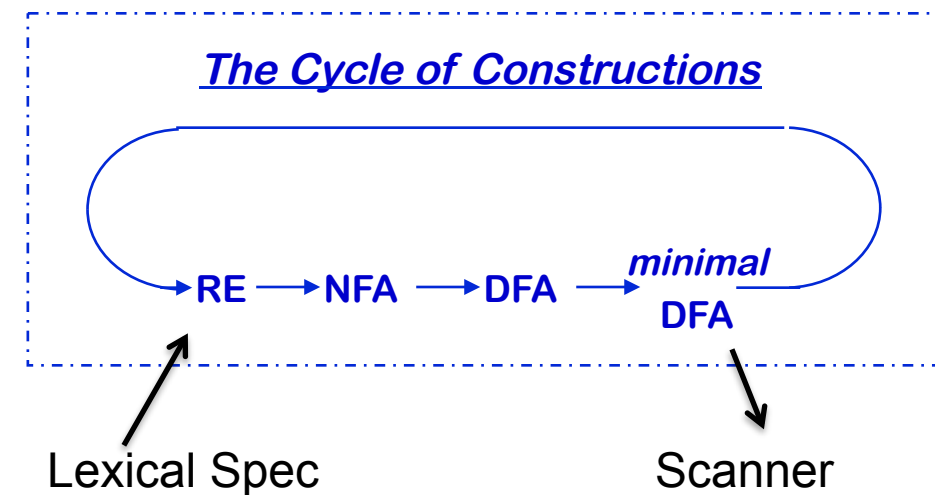 The Cycle of Constructions
RE NFA DFA minimal DFA
Lexical Spec Scanner